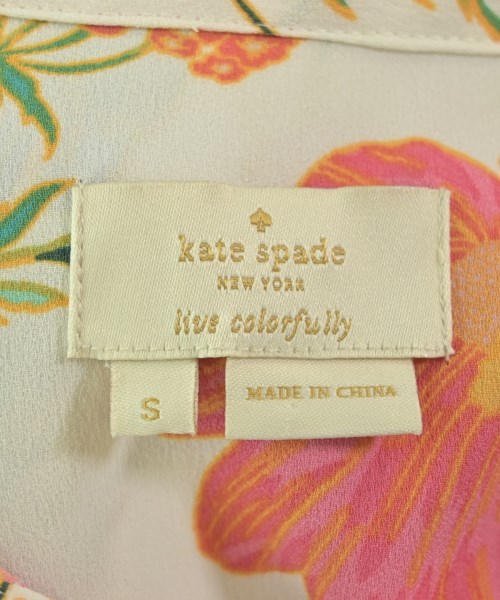 kate spade
NEW YORK
live colorfully
S
MADE IN CHINA